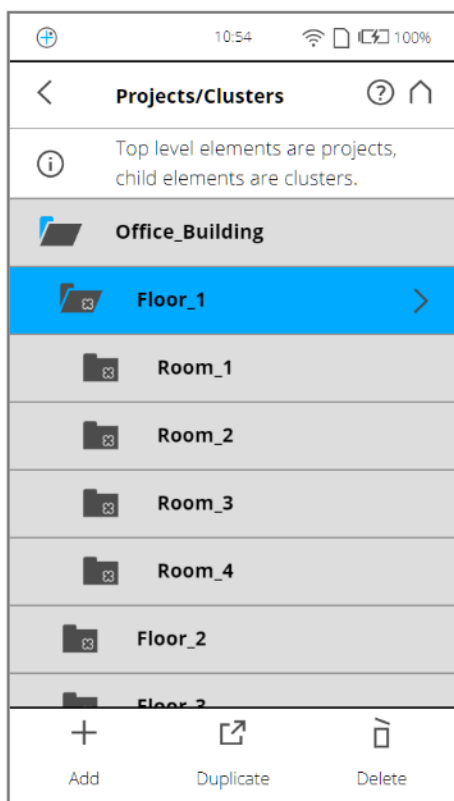 10:54
100%
Projects/Clusters
Top level elements are projects,
child elements are clusters.
Office_Building
Floor_1
Room_1
Room_2
Room_3
Room_4
Floor_2
Floor_3
Add
Duplicate
Delete